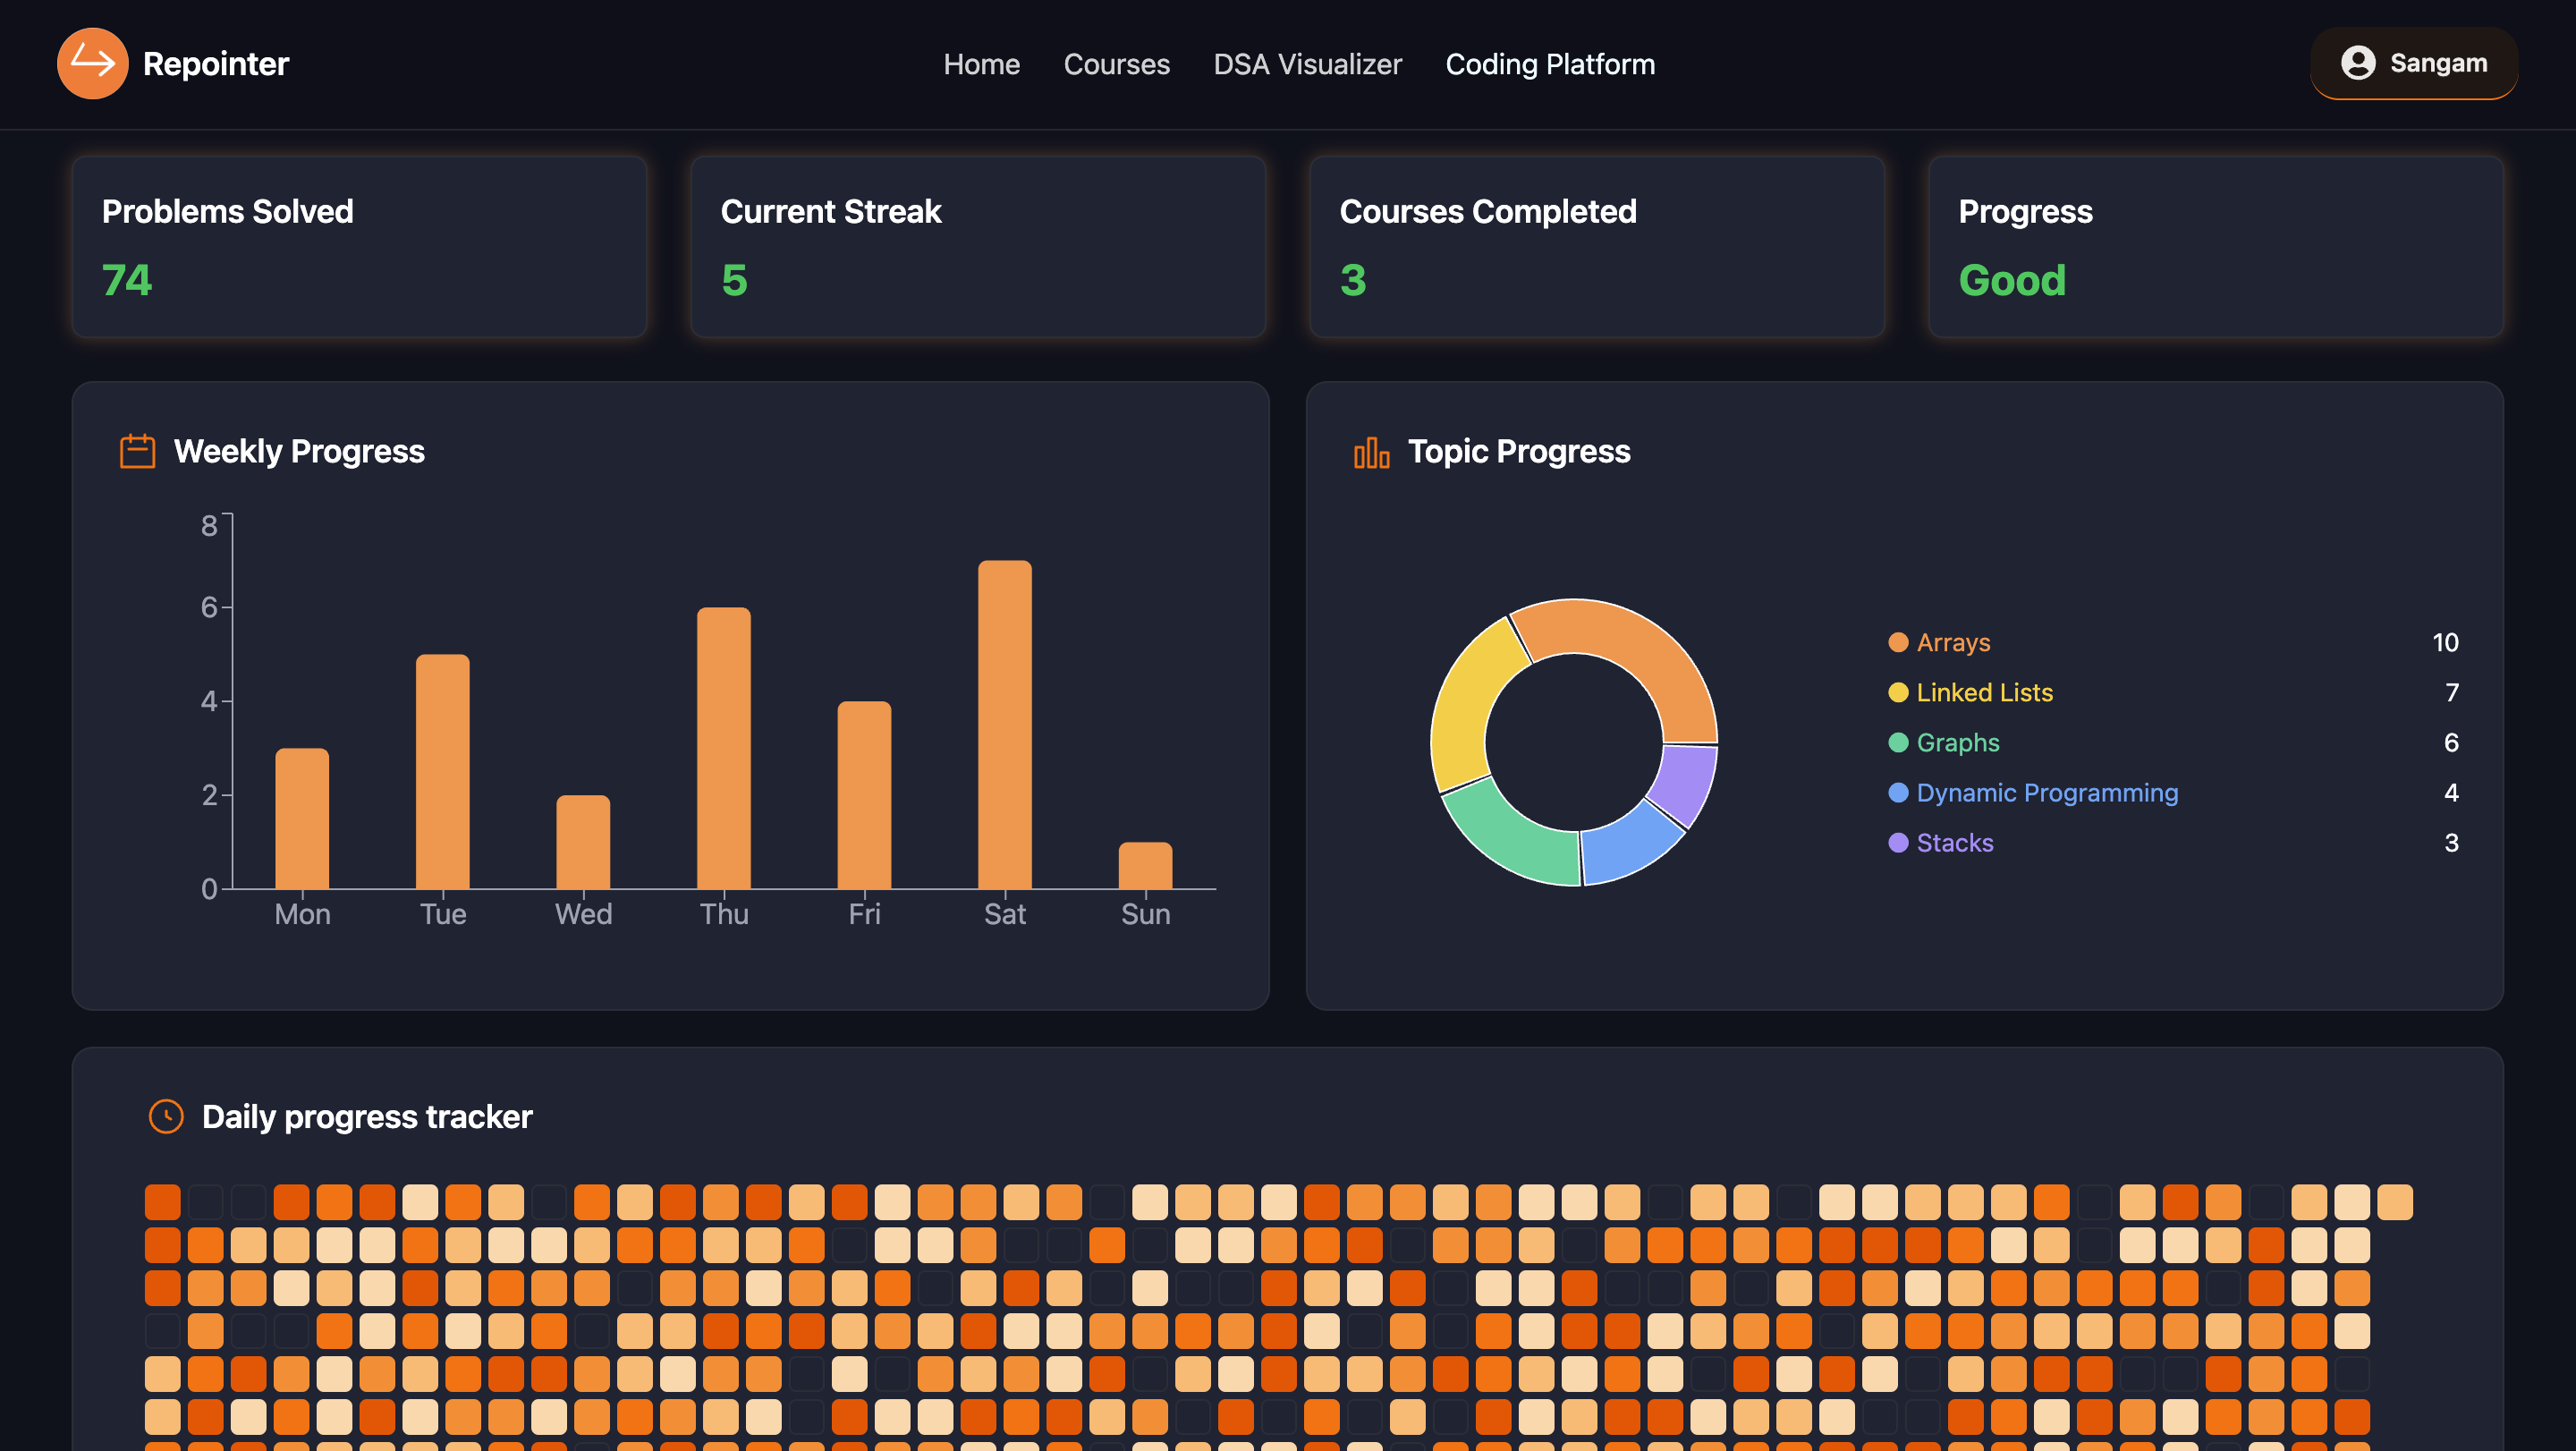 Repointer
Home Courses DSA Visualizer Coding Platform
Sangam
Problems Solved
74
Current Streak
5
Courses Completed
3
Progress
Good
Weekly Progress
8
6
4
2
0
Mon Tue Wed Thu Fri Sat Sun
Topic Progress
Arrays 10
Linked Lists 7
Graphs 6
Dynamic Programming 4
Stacks 3
Daily progress tracker